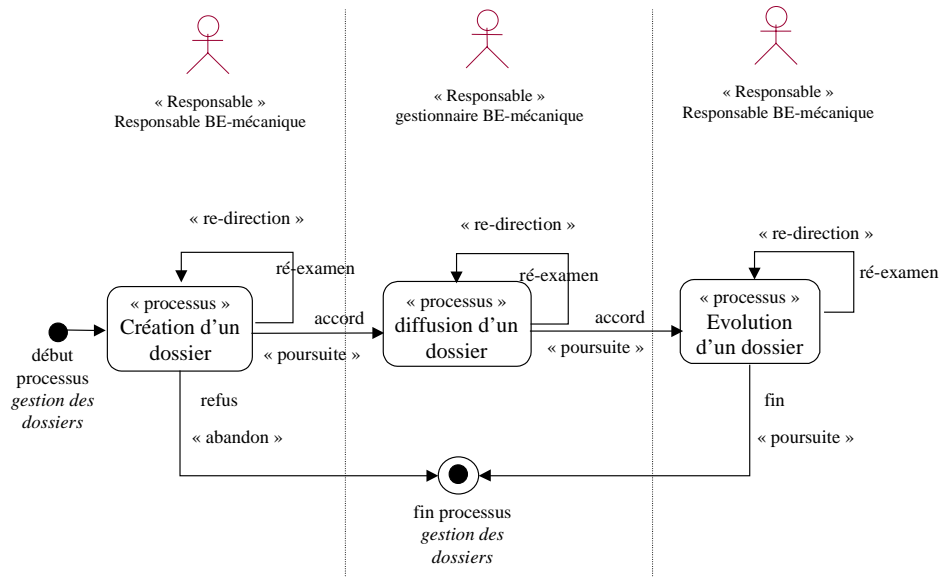 « Responsable »
Responsable BE-mécanique
« Responsable »
gestionnaire BE-mécanique
« Responsable »
Responsable BE-mécanique
« re-direction »
ré-examen
« re-direction »
ré-examen
« re-direction »
ré-examen
« processus »
Création d’un
dossier
accord
« poursuite »
« processus »
diffusion d’un
dossier
accord
« poursuite »
« processus »
Evolution
d’un dossier
début
processus
gestion des
dossiers
refus
« abandon »
fin
« poursuite »
fin processus
gestion des
dossiers